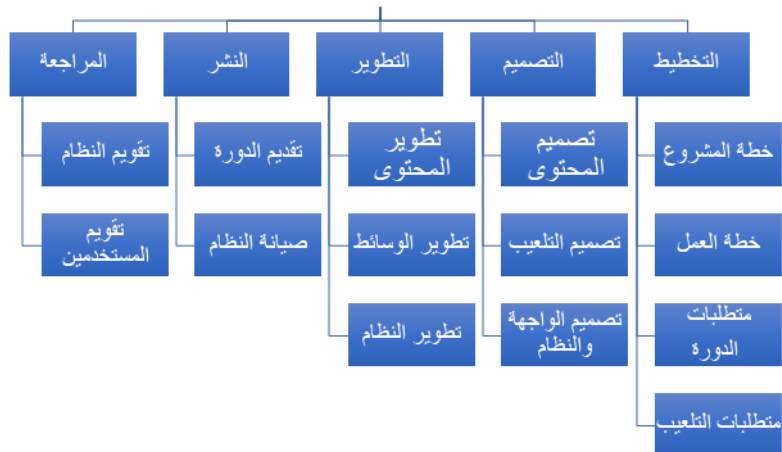 التخطيط
التصميم
التطوير
النشر
المراجعة
خطة المشروع
تصميم
المحتوى
تطوير
المحتوى
تقديم الدورة
تقويم النظام
خطة العمل
تصميم التلعيب
تطوير الوسائط
صيانة النظام
تقويم
المستخدمين
متطلبات
الدورة
تصميم الواجهة
والنظام
تطوير النظام
متطلبات التلعيب